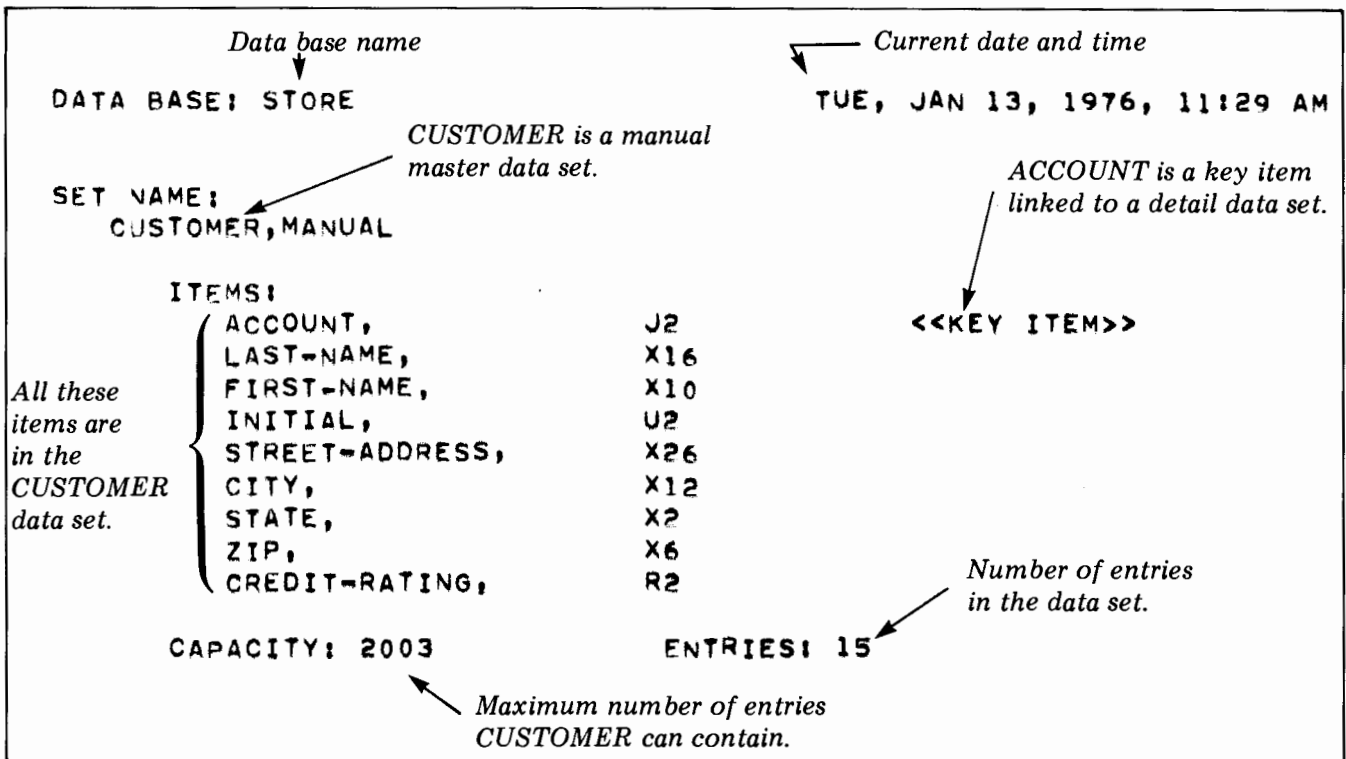 Data base name
Current date and time
DATA BASE: STORE
TUE, JAN 13, 1976, 11:29 AM
CUSTOMER is a manual
master data set.
SET NAME:
CUSTOMER,MANUAL
ACCOUNT is a key item
linked to a detail data set.
ITEMS:
ACCOUNT, J2 <<KEY ITEM>>
LAST-NAME, X16
FIRST-NAME, X10
INITIAL, U2
STREET-ADDRESS, X26
CITY, X12
STATE, X2
ZIP, X6
CREDIT-RATING, R2
All these
items are
in the
CUSTOMER
data set.
Number of entries
in the data set.
CAPACITY: 2003 ENTRIES: 15
Maximum number of entries
CUSTOMER can contain.